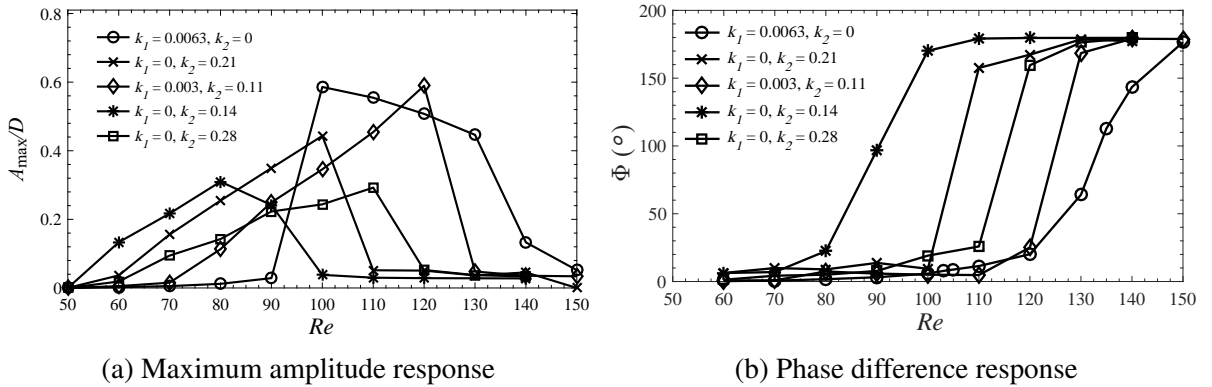 0.8
0.6
0.4
0.2
0
A_max/D
k_1 = 0.0063, k_2 = 0
k_1 = 0, k_2 = 0.21
k_1 = 0.003, k_2 = 0.11
k_1 = 0, k_2 = 0.14
k_1 = 0, k_2 = 0.28
50 60 70 80 90 100 110 120 130 140 150
Re
(a) Maximum amplitude response
200
150
100
50
0
Φ (°)
k_1 = 0.0063, k_2 = 0
k_1 = 0, k_2 = 0.21
k_1 = 0.003, k_2 = 0.11
k_1 = 0, k_2 = 0.14
k_1 = 0, k_2 = 0.28
50 60 70 80 90 100 110 120 130 140 150
Re
(b) Phase difference response